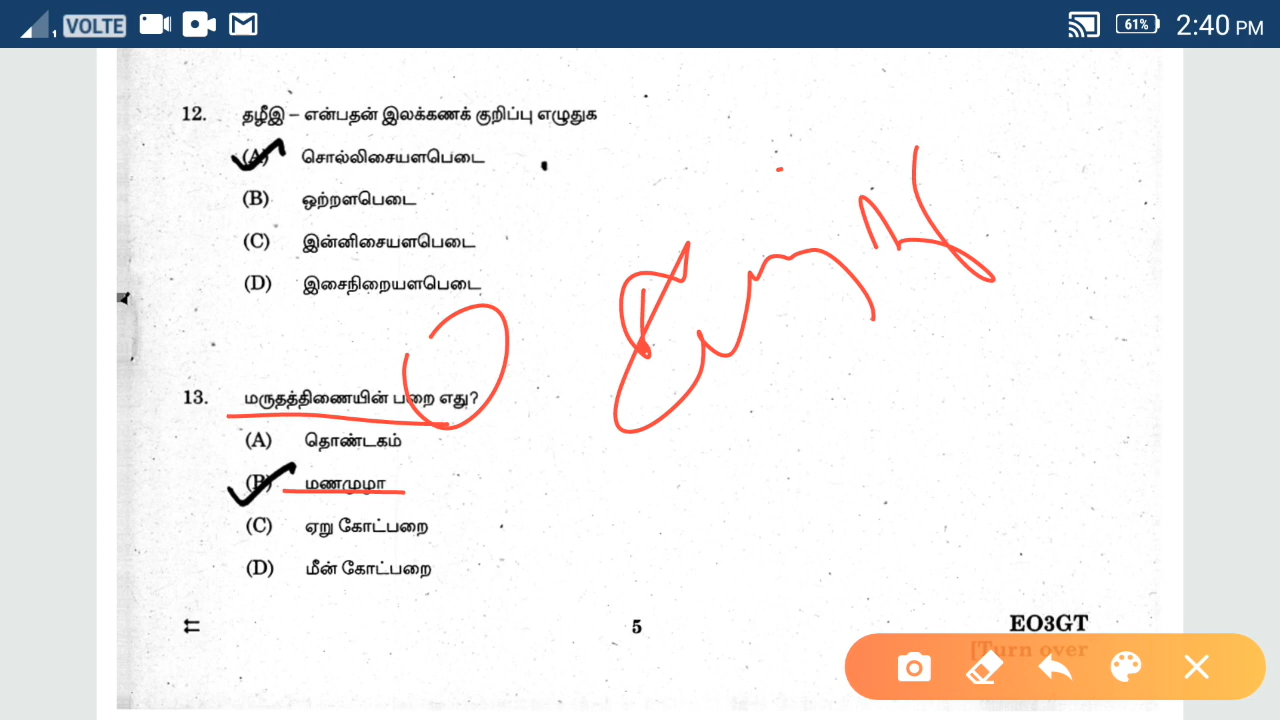 1 VOLTE 61% 2:40 PM
12. தழீஇ – என்பதன் இலக்கணக் குறிப்பு எழுதுக
(A) சொல்லிசையளபெடை
(B) ஒற்றளபெடை
(C) இன்னிசையளபெடை
(D) இசைநிறையளபெடை
13. மருதத்திணையின் பறை எது?
(A) தொண்டகம்
(B) மணமுழா
(C) ஏறு கோட்பறை
(D) மீன் கோட்பறை
5 EO3GT
[Turn over